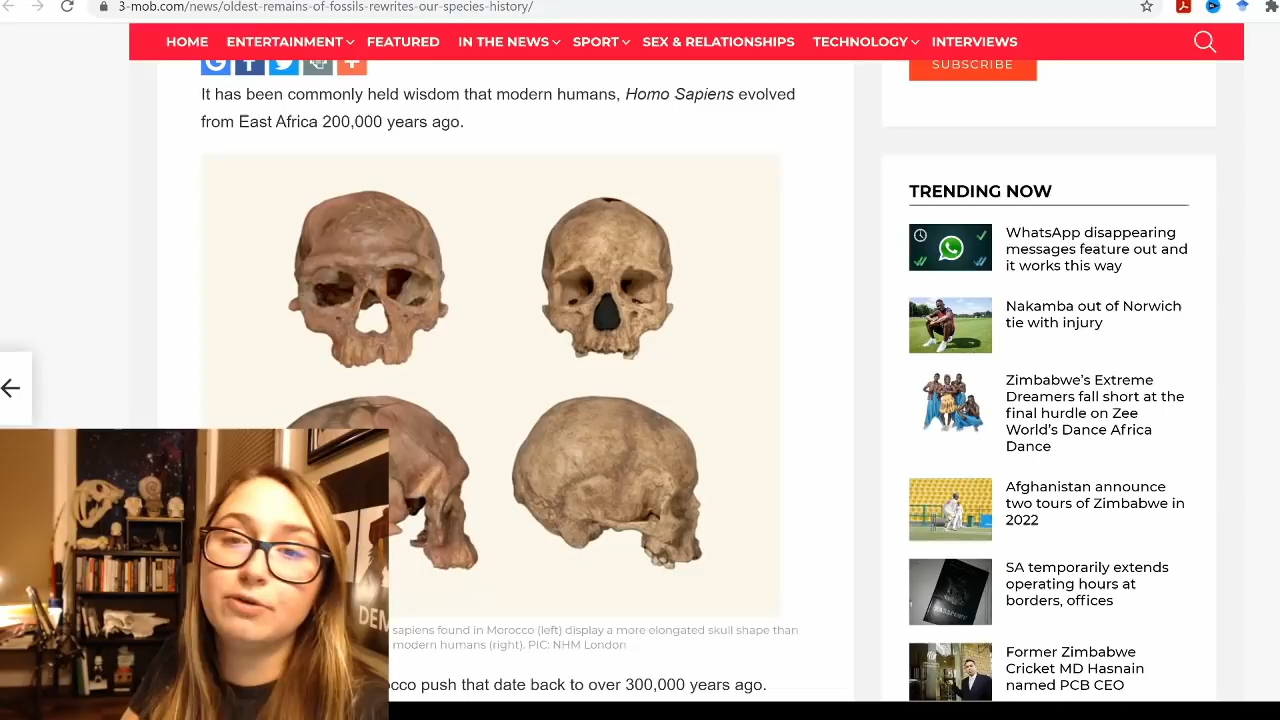 3-mob.com/news/oldest-remains-of-fossils-rewrites-our-species-history/
HOME ENTERTAINMENT FEATURED IN THE NEWS SPORT SEX & RELATIONSHIPS TECHNOLOGY INTERVIEWS
SUBSCRIBE
It has been commonly held wisdom that modern humans, Homo Sapiens evolved
from East Africa 200,000 years ago.
sapiens found in Morocco (left) display a more elongated skull shape than
modern humans (right). PIC: NHM London
occo push that date back to over 300,000 years ago.
DEM
TRENDING NOW
WhatsApp disappearing
messages feature out and
it works this way
Nakamba out of Norwich
tie with injury
Zimbabwe's Extreme
Dreamers fall short at the
final hurdle on Zee
World's Dance Africa
Dance
Afghanistan announce
two tours of Zimbabwe in
2022
SA temporarily extends
operating hours at
borders, offices
PASSPORT
Former Zimbabwe
Cricket MD Hasnain
named PCB CEO